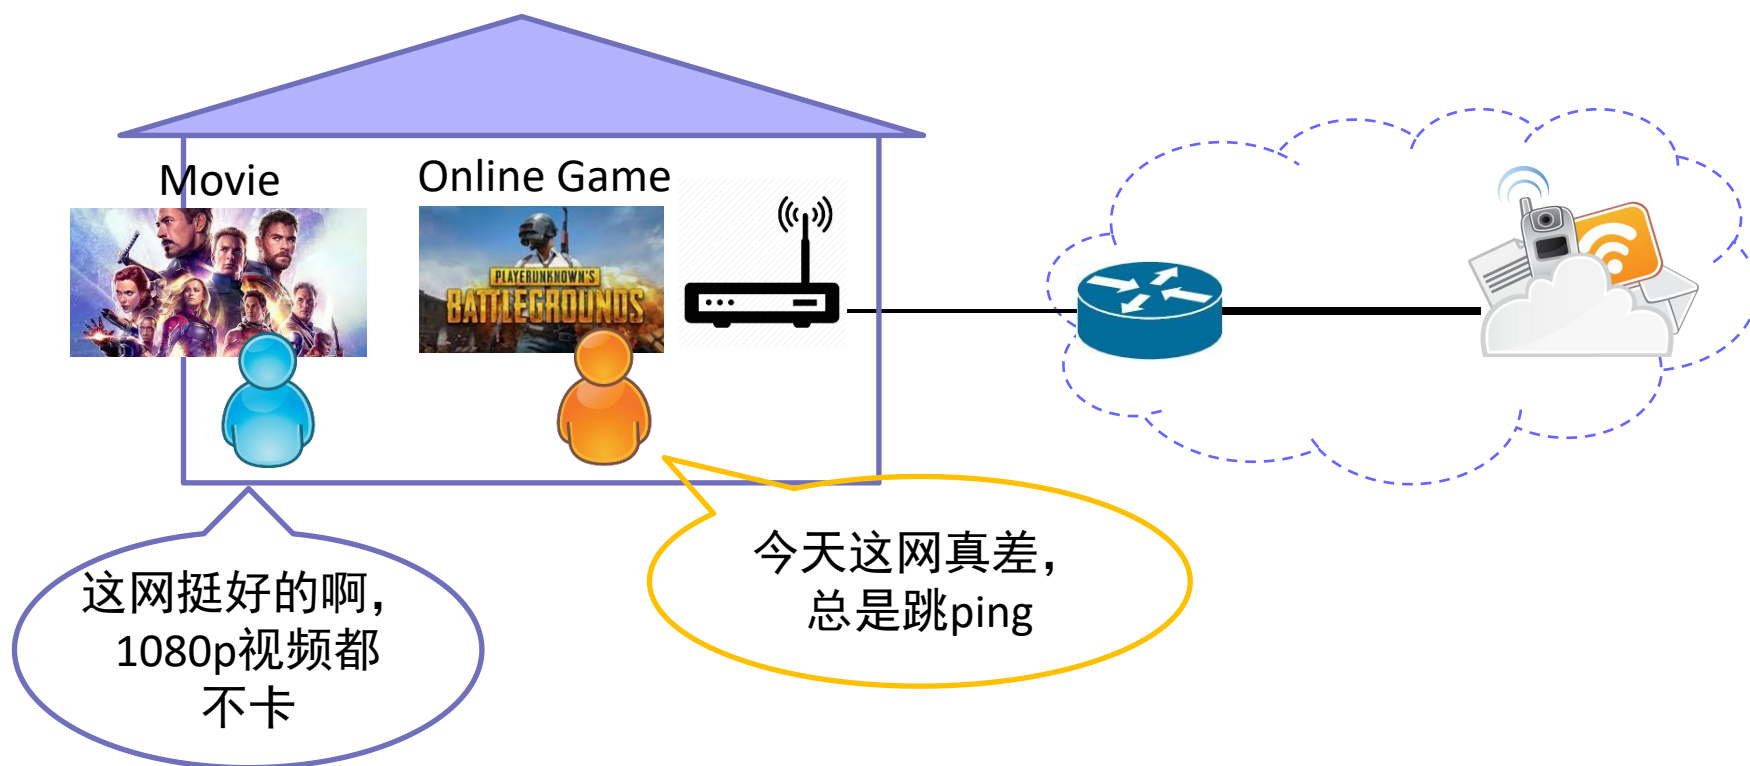 Movie
Online Game
PLAYERUNKNOWN'S
BATTLEGROUNDS
今天这网真差，
总是跳ping
这网挺好的啊，
1080p视频都
不卡